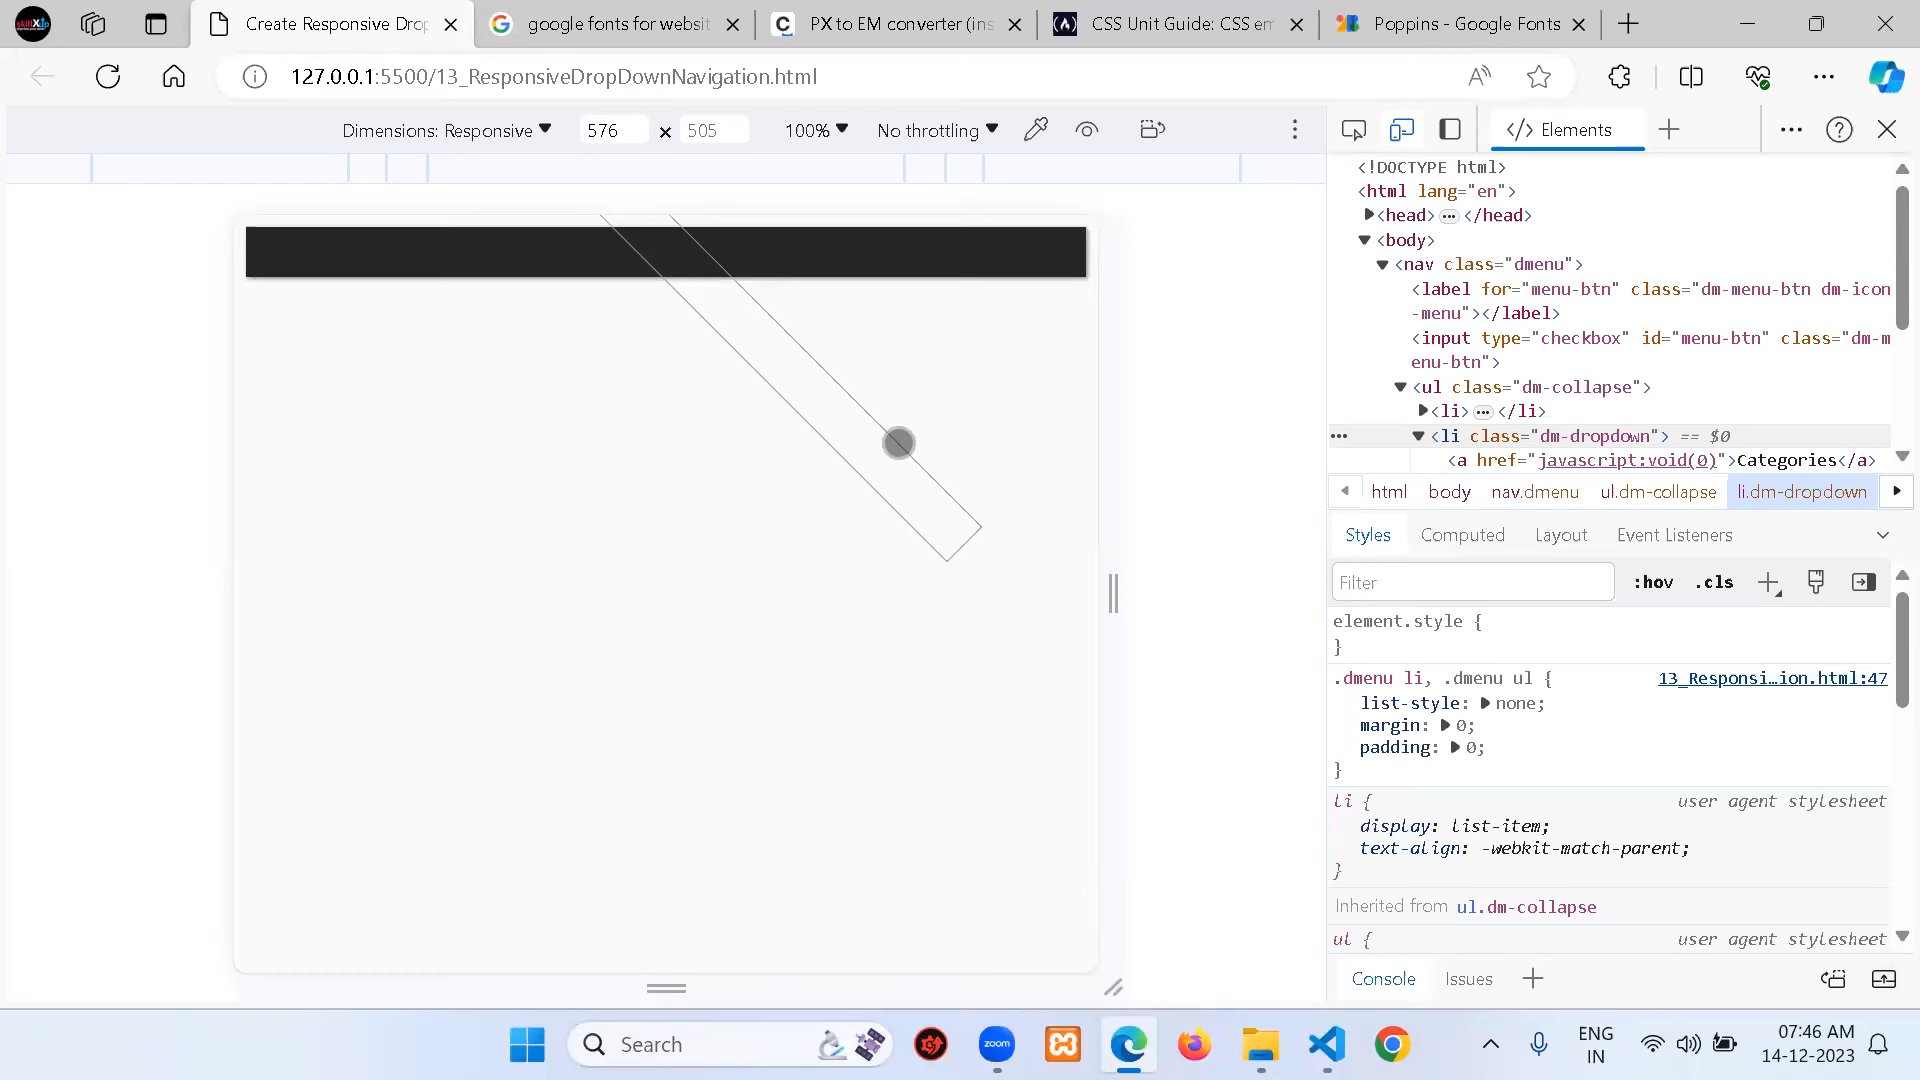 Create Responsive Drop
google fonts for websit
PX to EM converter (ins
CSS Unit Guide: CSS em
Poppins - Google Fonts
127.0.0.1:5500/13_ResponsiveDropDownNavigation.html
Dimensions: Responsive
576 x 505
100%
No throttling
Elements
<!DOCTYPE html>
<html lang="en">
<head> ... </head>
<body>
<nav class="dmenu">
<label for="menu-btn" class="dm-menu-btn dm-icon
-menu"></label>
<input type="checkbox" id="menu-btn" class="dm-m
enu-btn">
<ul class="dm-collapse">
<li> ... </li>
... <li class="dm-dropdown"> == $0
<a href="javascript:void(0)">Categories</a>
html body nav.dmenu ul.dm-collapse li.dm-dropdown
Styles Computed Layout Event Listeners
Filter
:hov .cls
element.style {
}
.dmenu li, .dmenu ul {
13_Responsi…ion.html:47
list-style: none;
margin: 0;
padding: 0;
}
li {
user agent stylesheet
display: list-item;
text-align: -webkit-match-parent;
}
Inherited from ul.dm-collapse
ul {
user agent stylesheet
Console Issues
Search
zoom
ENG
IN
07:46 AM
14-12-2023